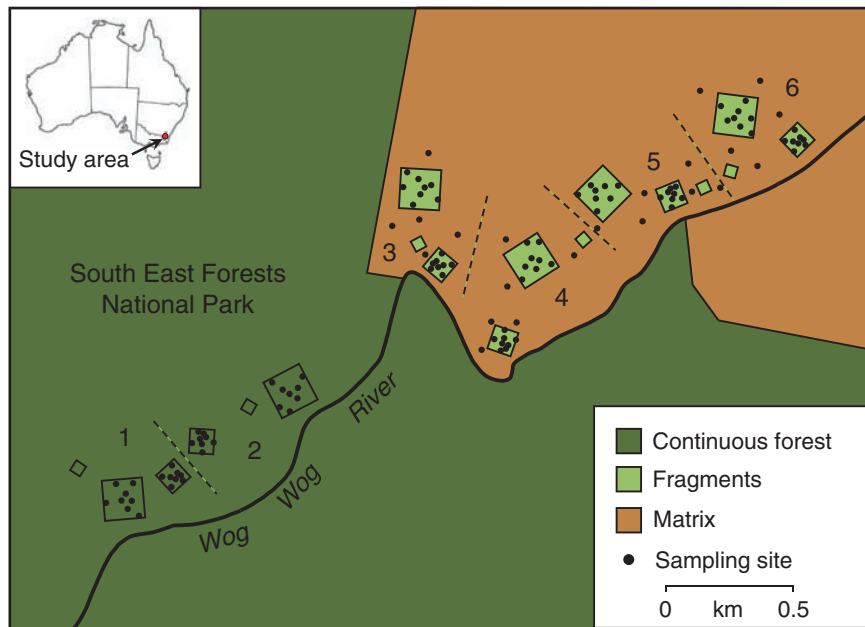 Study area
6
5
3
South East Forests
National Park
4
River
1
2
Wog
Wog
Continuous forest
Fragments
Matrix
Sampling site
0 km 0.5